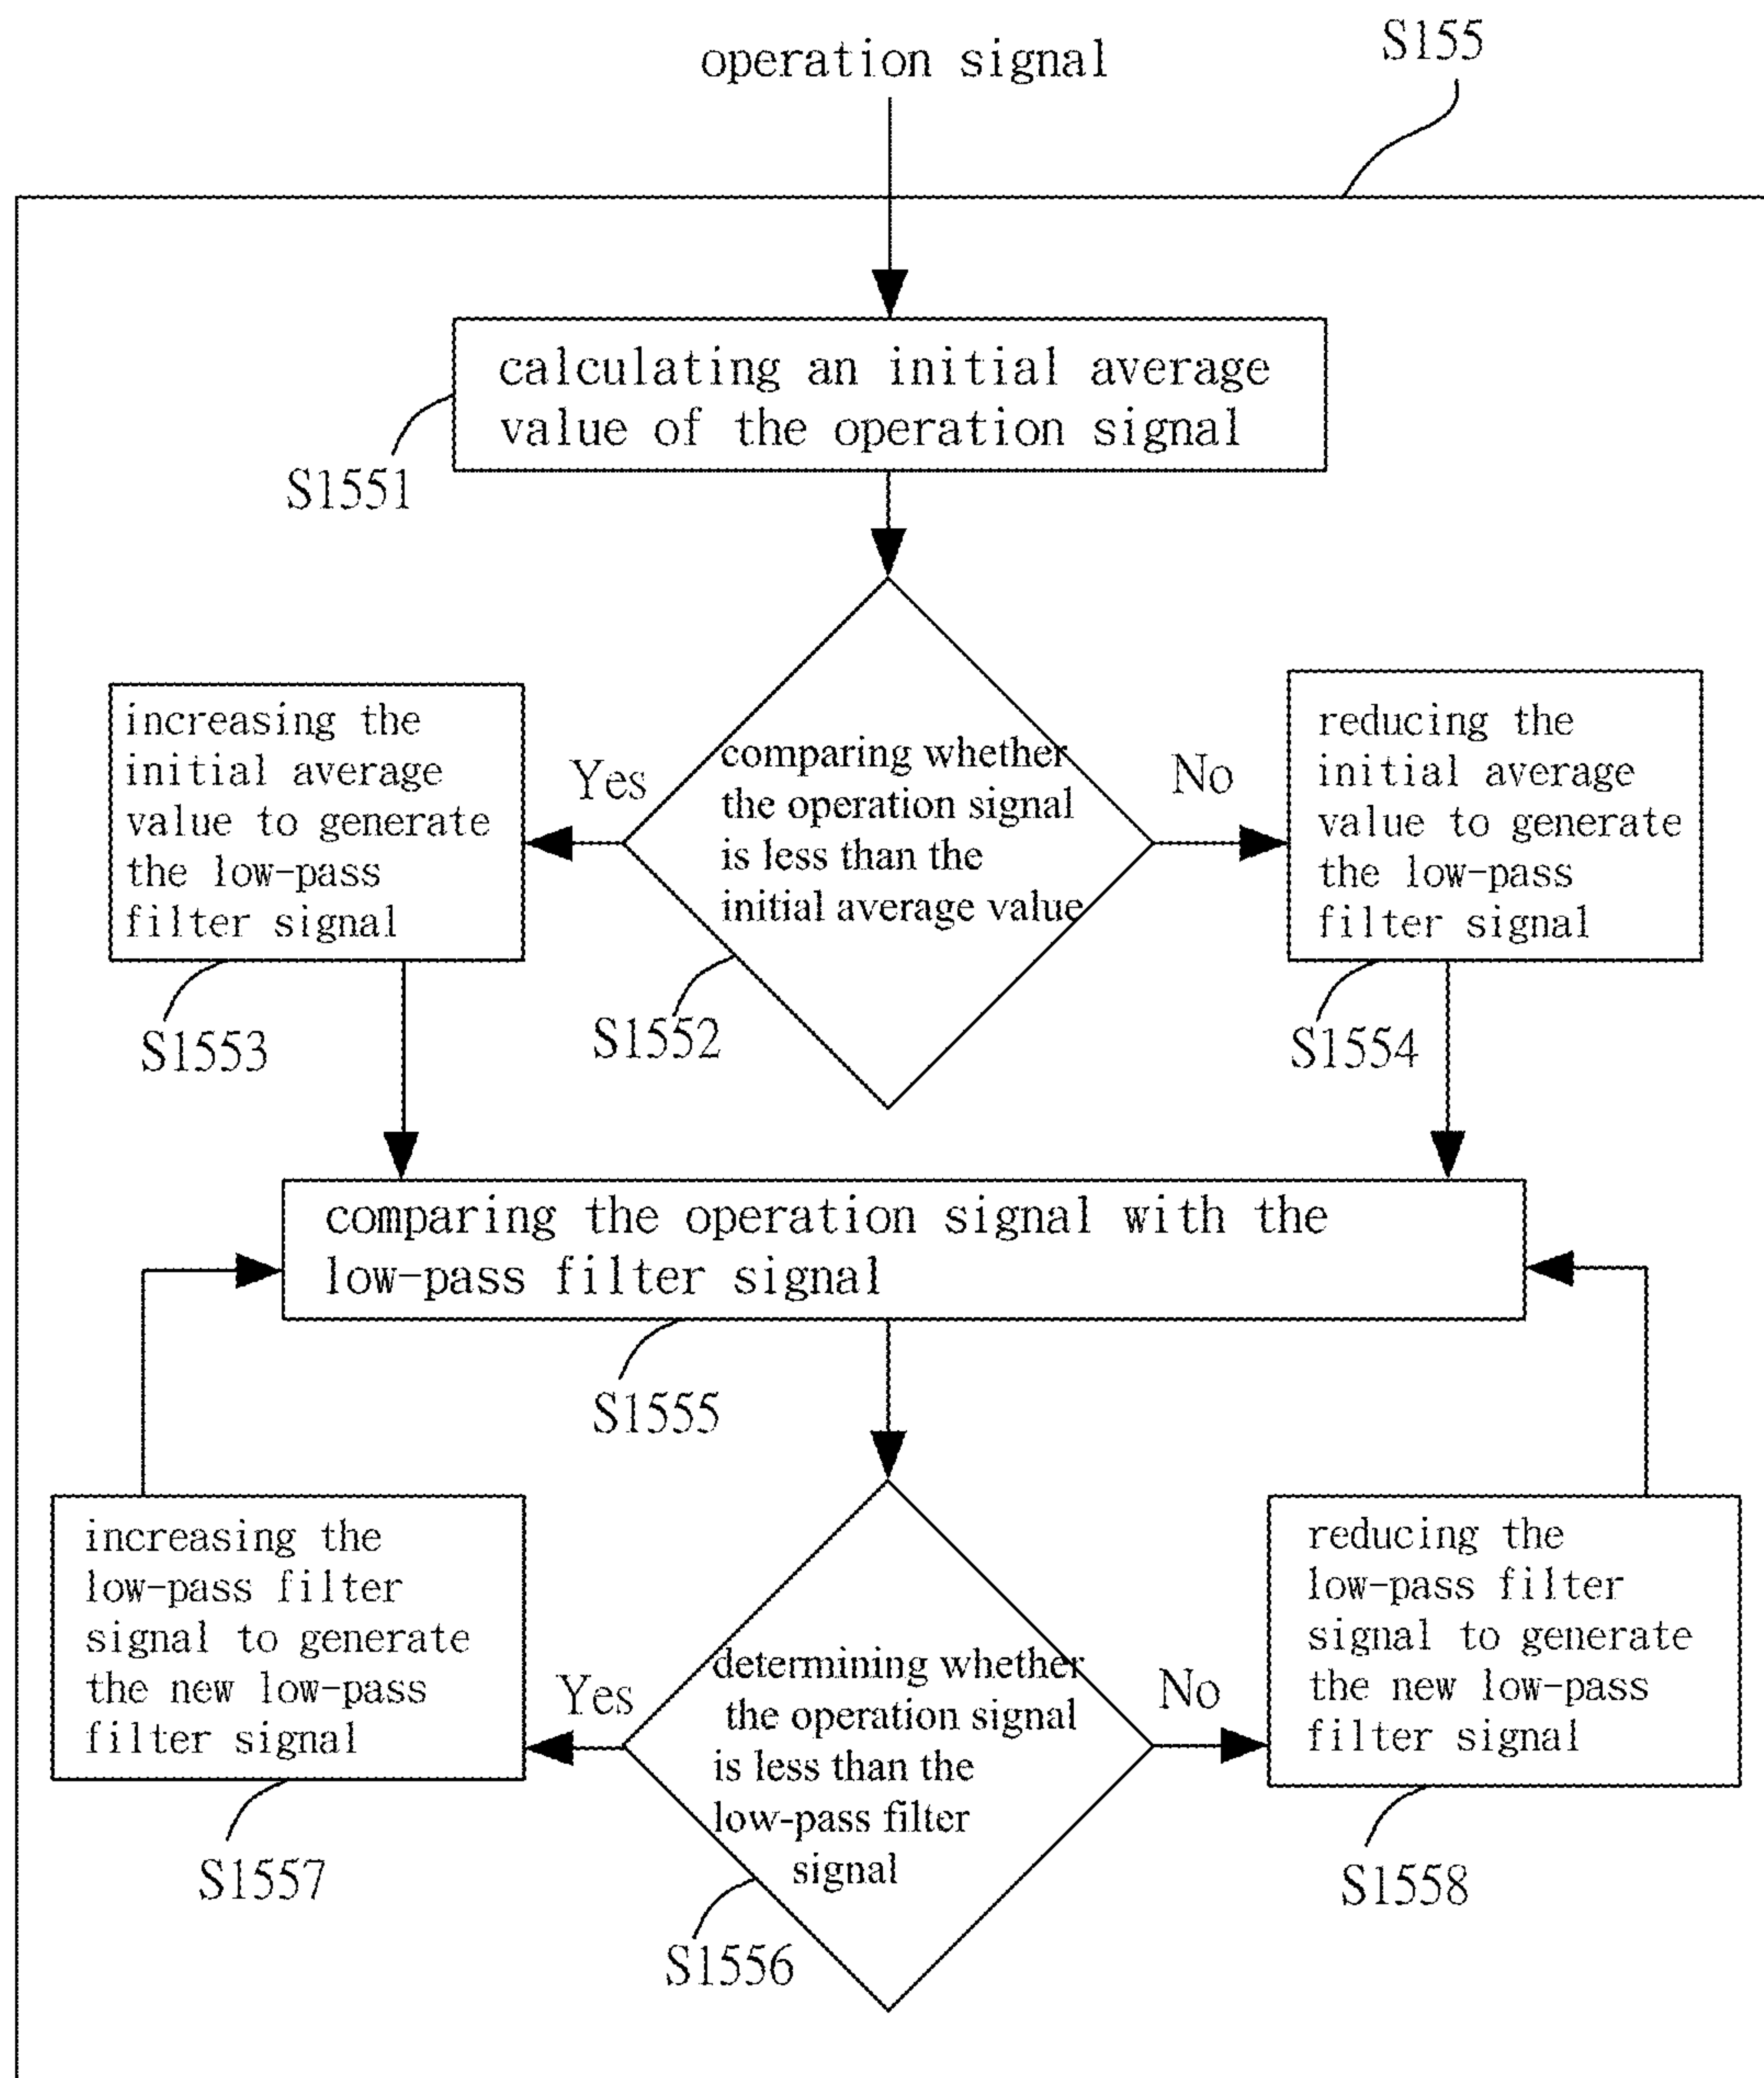 operation signal
S155
calculating an initial average
value of the operation signal
S1551
increasing the
initial average
value to generate
the low-pass
filter signal
S1553
Yes
comparing whether
the operation signal
is less than the
initial average value
S1552
No
reducing the
initial average
value to generate
the low-pass
filter signal
S1554
comparing the operation signal with the
low-pass filter signal
S1555
increasing the
low-pass filter
signal to generate
the new low-pass
filter signal
S1557
Yes
determining whether
the operation signal
is less than the
low-pass filter
signal
S1556
No
reducing the
low-pass filter
signal to generate
the new low-pass
filter signal
S1558